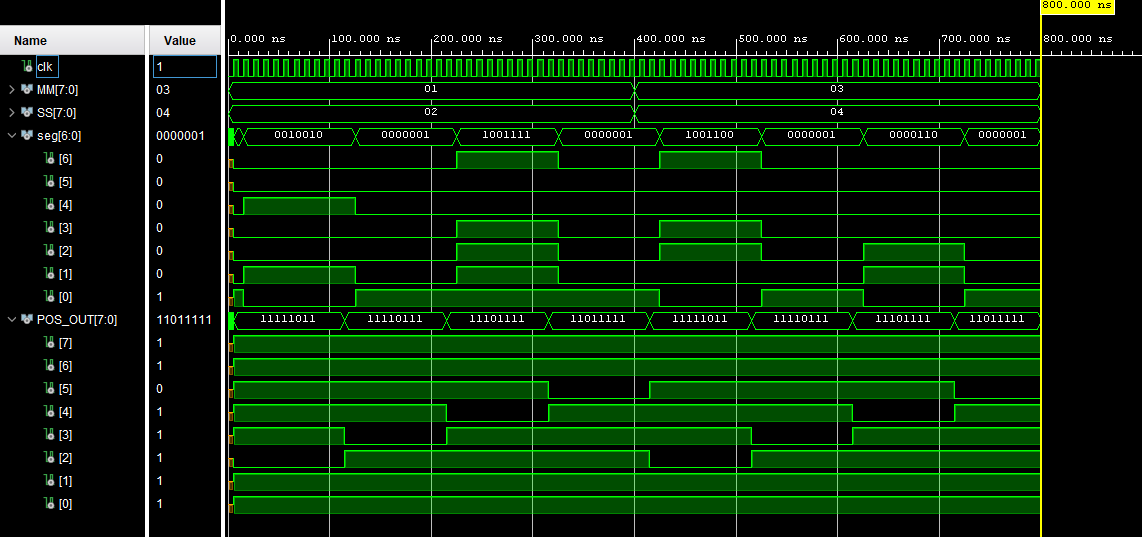 800.000 ns
Name Value
0.000 ns 100.000 ns 200.000 ns 300.000 ns 400.000 ns 500.000 ns 600.000 ns 700.000 ns 800.000 ns
clk 1
MM[7:0] 03 01 03
SS[7:0] 04 02 04
seg[6:0] 0000001 0010010 0000001 1001111 0000001 1001100 0000001 0000110 0000001
[6] 0
[5] 0
[4] 0
[3] 0
[2] 0
[1] 0
[0] 1
POS_OUT[7:0] 11011111 11111011 11110111 11101111 11011111 11111011 11110111 11101111 11011111
[7] 1
[6] 1
[5] 0
[4] 1
[3] 1
[2] 1
[1] 1
[0] 1